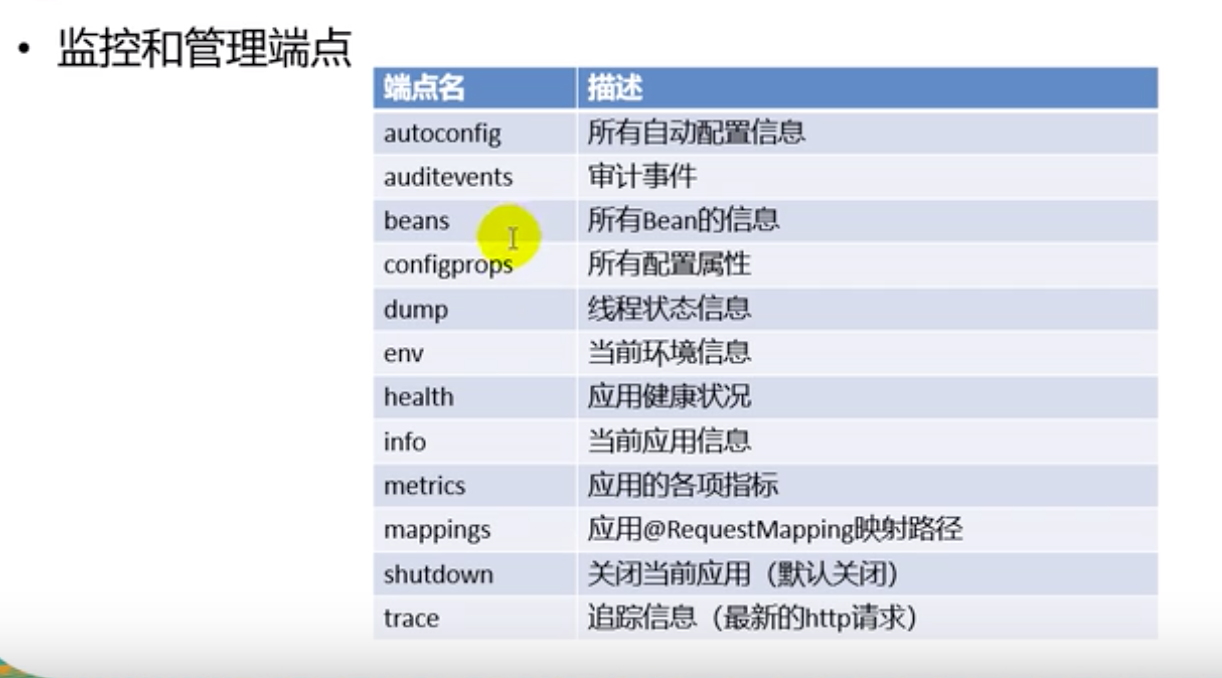 • 监控和管理端点
端点名 描述
autoconfig 所有自动配置信息
auditevents 审计事件
beans 所有Bean的信息
configprops 所有配置属性
dump 线程状态信息
env 当前环境信息
health 应用健康状况
info 当前应用信息
metrics 应用的各项指标
mappings 应用@RequestMapping映射路径
shutdown 关闭当前应用（默认关闭）
trace 追踪信息（最新的http请求）